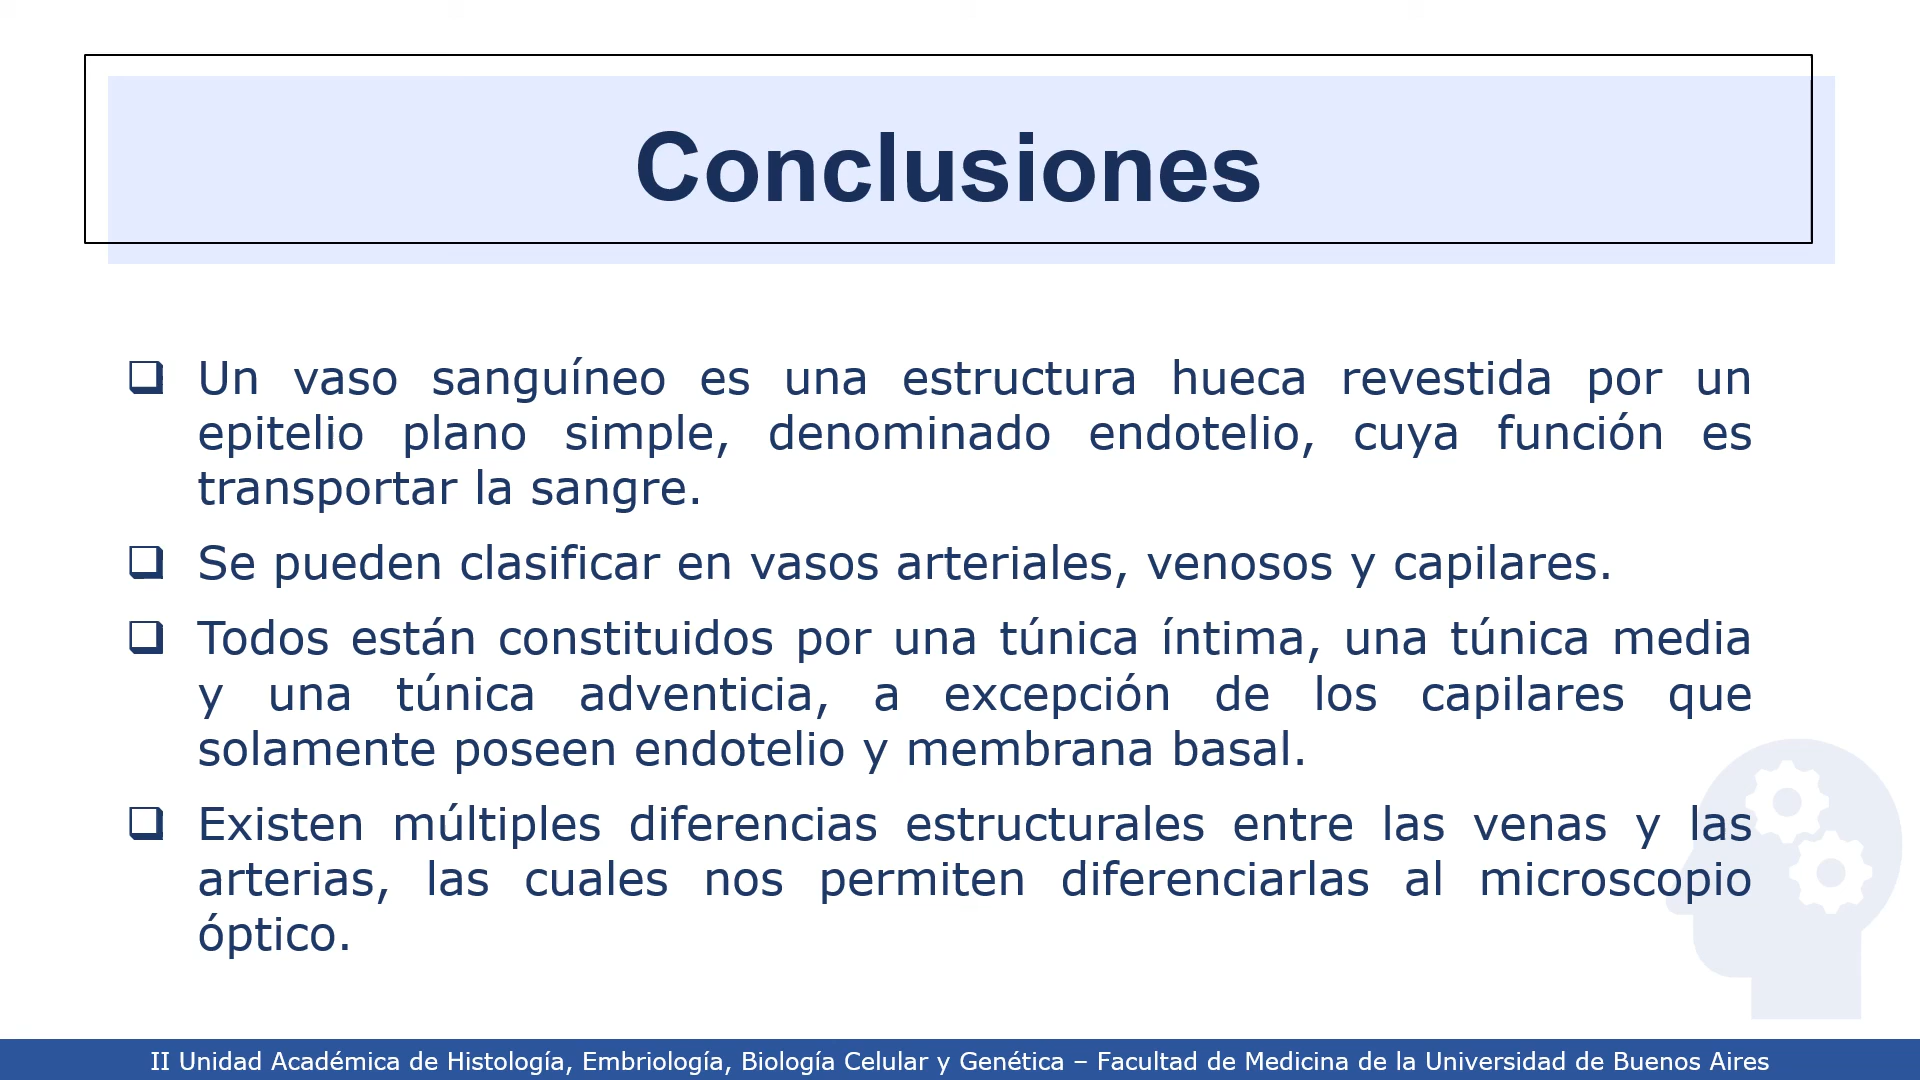 Conclusiones
❑ Un vaso sanguíneo es una estructura hueca revestida por un
epitelio plano simple, denominado endotelio, cuya función es
transportar la sangre.
❑ Se pueden clasificar en vasos arteriales, venosos y capilares.
❑ Todos están constituidos por una túnica íntima, una túnica media
y una túnica adventicia, a excepción de los capilares que
solamente poseen endotelio y membrana basal.
❑ Existen múltiples diferencias estructurales entre las venas y las
arterias, las cuales nos permiten diferenciarlas al microscopio
óptico.
II Unidad Académica de Histología, Embriología, Biología Celular y Genética – Facultad de Medicina de la Universidad de Buenos Aires